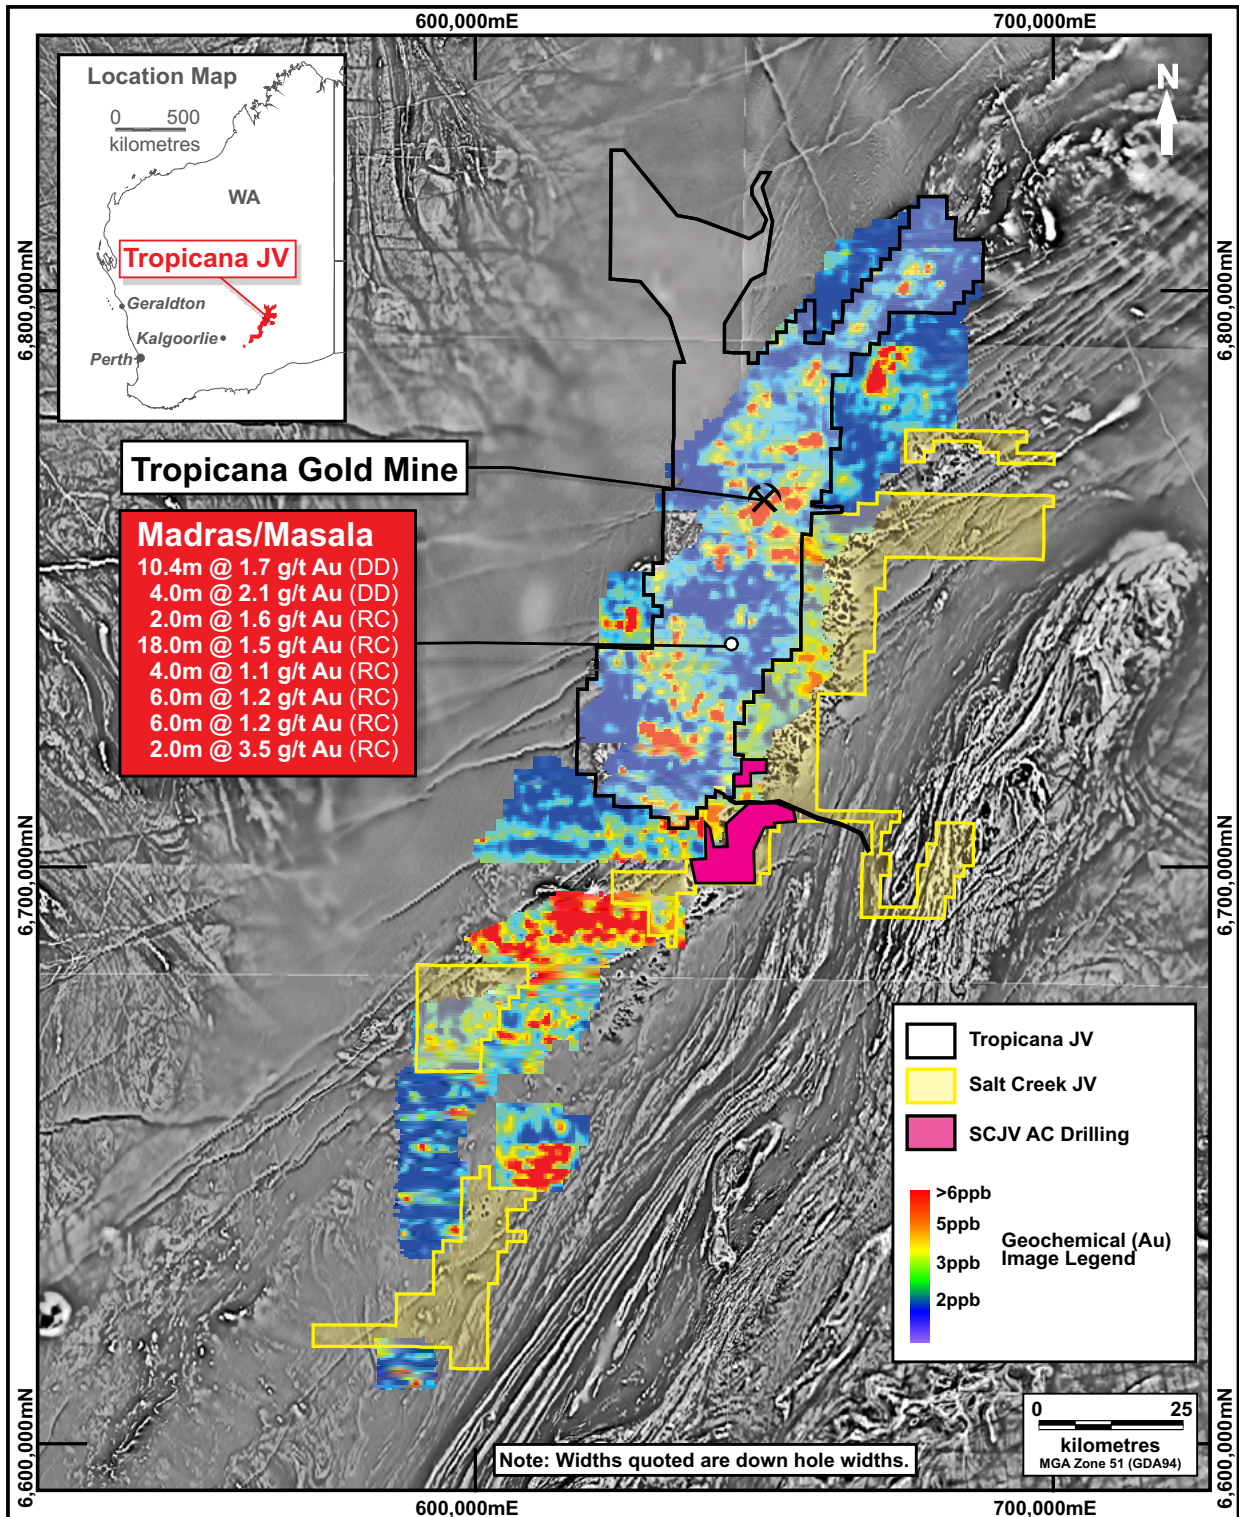 600,000mE
700,000mE
Location Map
0 500
kilometres
WA
Tropicana JV
Geraldton
Kalgoorlie
Perth
N
6,800,000mN
6,800,000mN
Tropicana Gold Mine
Madras/Masala
10.4m @ 1.7 g/t Au (DD)
4.0m @ 2.1 g/t Au (DD)
2.0m @ 1.6 g/t Au (RC)
18.0m @ 1.5 g/t Au (RC)
4.0m @ 1.1 g/t Au (RC)
6.0m @ 1.2 g/t Au (RC)
6.0m @ 1.2 g/t Au (RC)
2.0m @ 3.5 g/t Au (RC)
6,700,000mN
6,700,000mN
Tropicana JV
Salt Creek JV
SCJV AC Drilling
>6ppb
5ppb
3ppb
2ppb
Geochemical (Au)
Image Legend
0 25
kilometres
MGA Zone 51 (GDA94)
Note: Widths quoted are down hole widths.
6,600,000mN
6,600,000mN
600,000mE
700,000mE